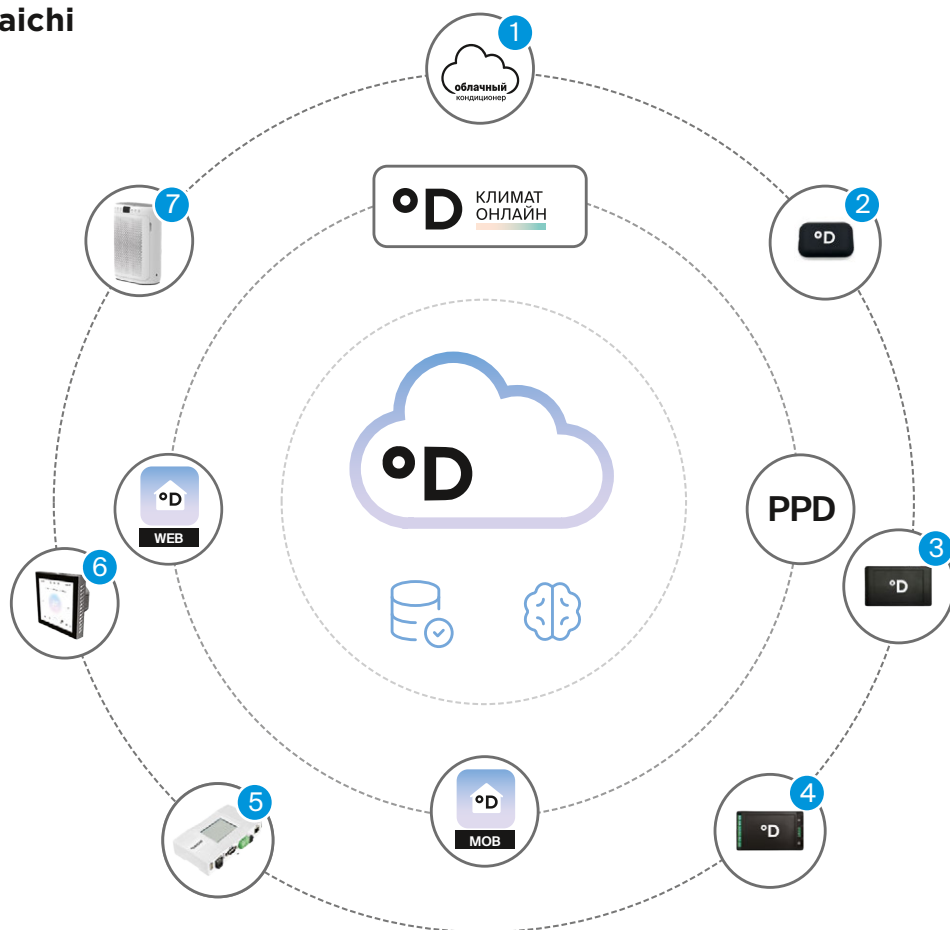 aichi
1
облачный
кондиционер
°D КЛИМАТ
ОНЛАЙН
7
2
°D
°D
°D
WEB
PPD
6
3
°D
5
°D
MOB
4
°D